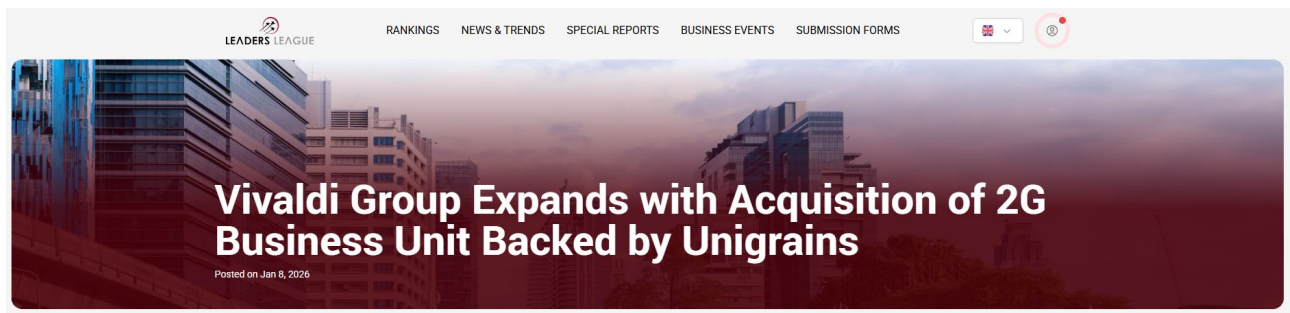 LEADERS LEAGUE
RANKINGS
NEWS & TRENDS
SPECIAL REPORTS
BUSINESS EVENTS
SUBMISSION FORMS
Vivaldi Group Expands with Acquisition of 2G
Business Unit Backed by Unigrains
Posted on Jan 8, 2026